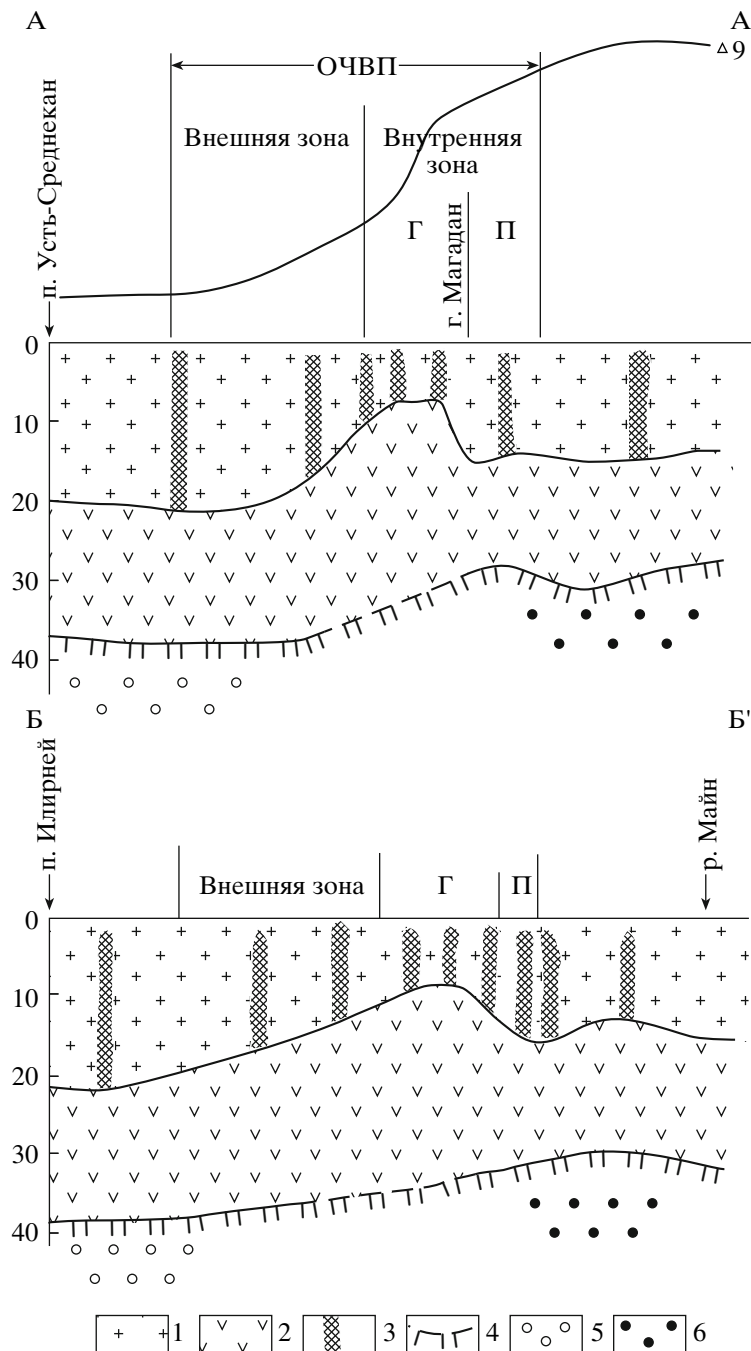 А А
Δ 9
ОЧВП
Внешняя зона
Внутренняя
зона
п. Усть-Среднекан
Г
г. Магадан
П
0
10
20
30
40
Б Б'
п. Илирней
р. Майн
Внешняя зона Г П
0
10
20
30
40
1 2 3 4 5 6